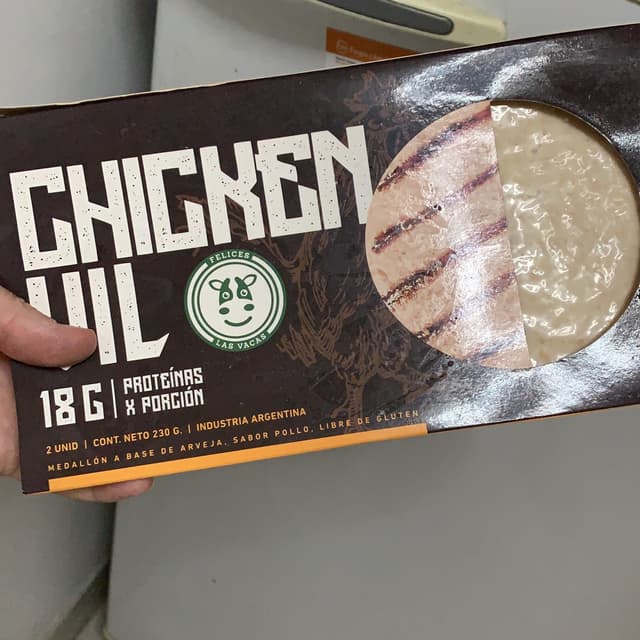 CHICKEN
VIL
FELICES
LAS VACAS
18 G | PROTEÍNAS
X PORCIÓN
2 UNID | CONT. NETO 230 G. | INDUSTRIA ARGENTINA
MEDALLÓN A BASE DE ARVEJA, SABOR POLLO. LIBRE DE GLUTEN